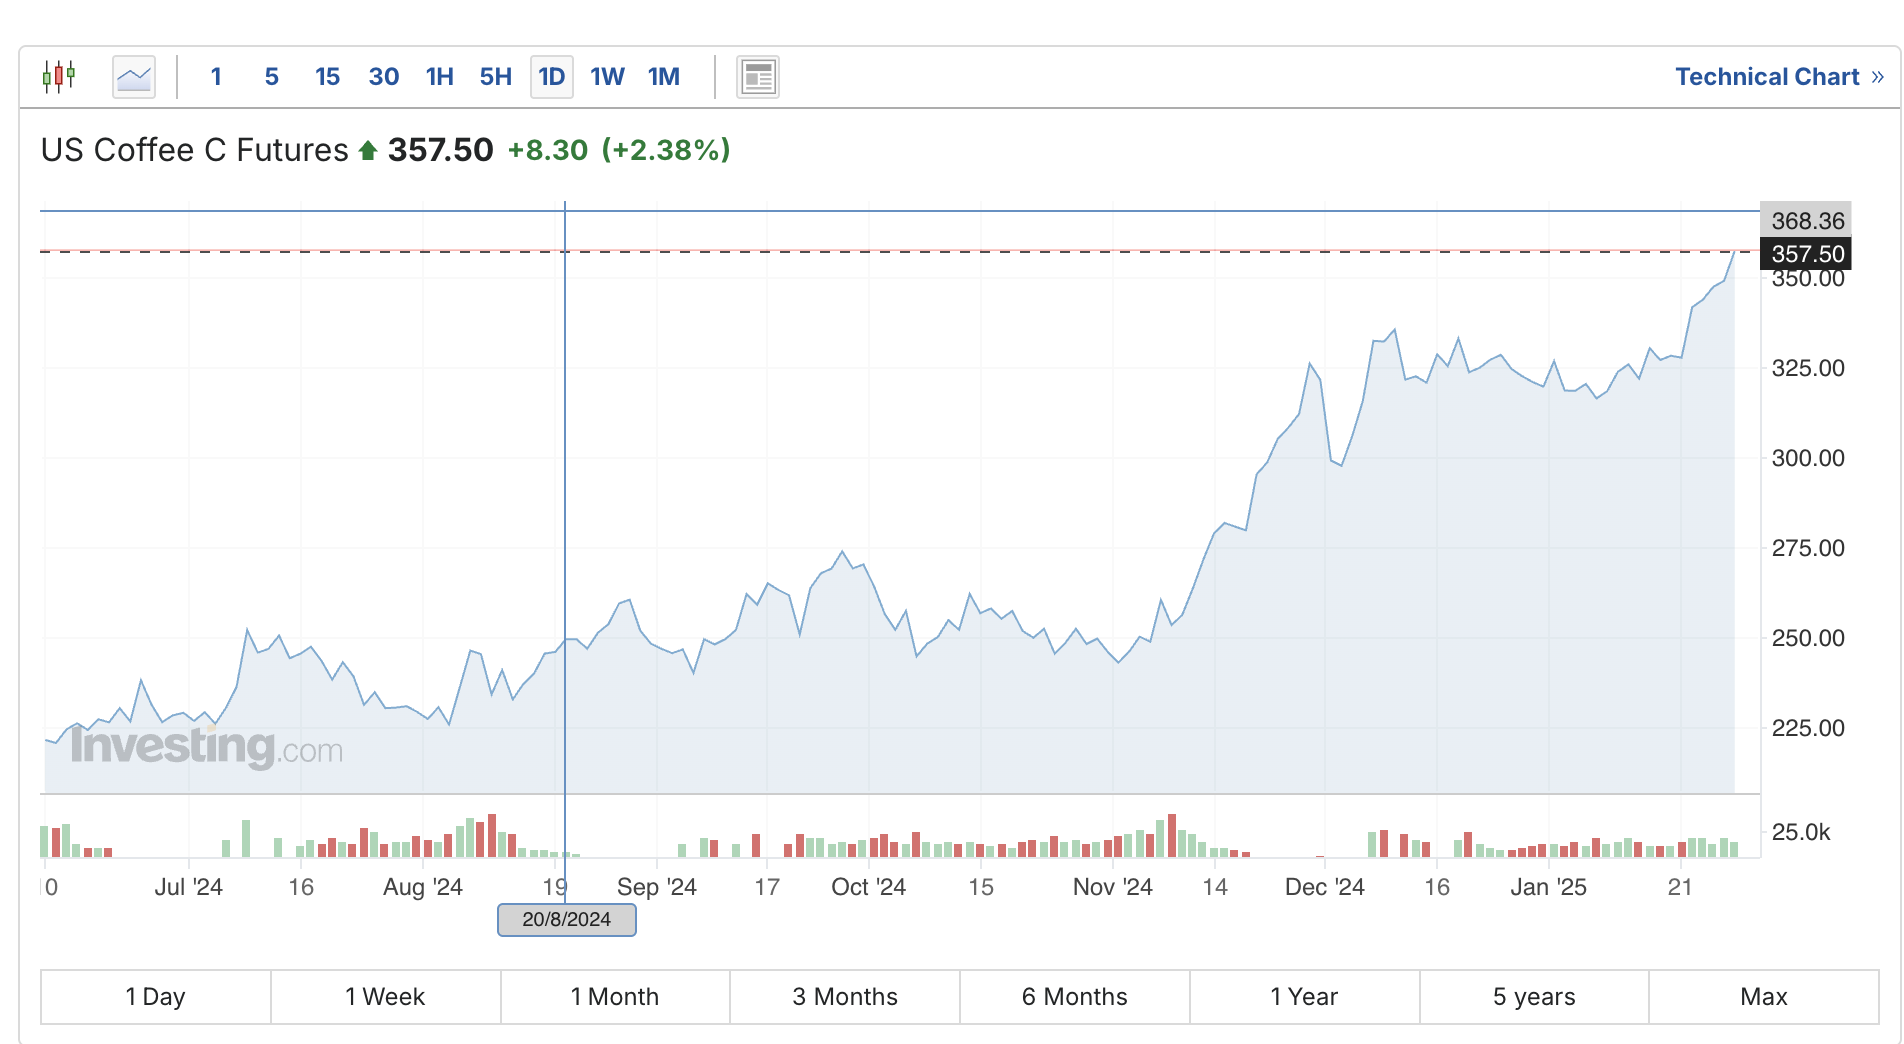 1 5 15 30 1H 5H 1D 1W 1M Technical Chart »
US Coffee C Futures 357.50 +8.30 (+2.38%)
368.36
357.50
350.00
325.00
300.00
275.00
250.00
225.00
Investing.com
25.0k
10 Jul '24 16 Aug '24 19 Sep '24 17 Oct '24 15 Nov '24 14 Dec '24 16 Jan '25 21
20/8/2024
1 Day 1 Week 1 Month 3 Months 6 Months 1 Year 5 years Max